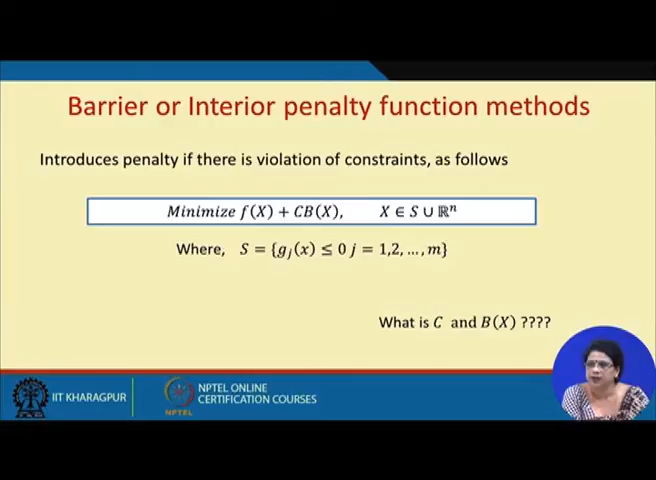 Barrier or Interior penalty function methods
Introduces penalty if there is violation of constraints, as follows
Minimize f(X) + CB(X), X ∈ S ∪ ℝⁿ
Where, S = {gⱼ(x) ≤ 0 j = 1,2, … , m}
What is C and B(X) ????
IIT KHARAGPUR
NPTEL
NPTEL ONLINE
CERTIFICATION COURSES